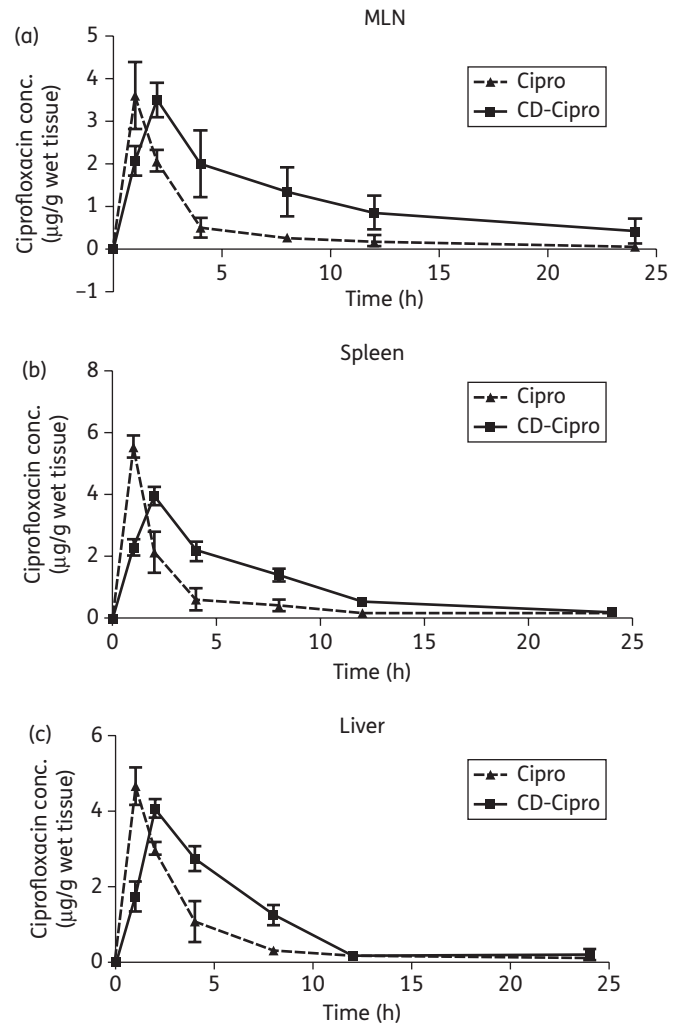 MLN
(a)
5
4
3
2
1
0
−1
Ciprofloxacin conc.
(µg/g wet tissue)
Cipro
CD-Cipro
5 10 15 20 25
Time (h)
Spleen
(b)
8
6
4
2
0
Ciprofloxacin conc.
(µg/g wet tissue)
Cipro
CD-Cipro
0 5 10 15 20 25
Time (h)
Liver
(c)
6
4
2
0
Ciprofloxacin conc.
(µg/g wet tissue)
Cipro
CD-Cipro
0 5 10 15 20 25
Time (h)